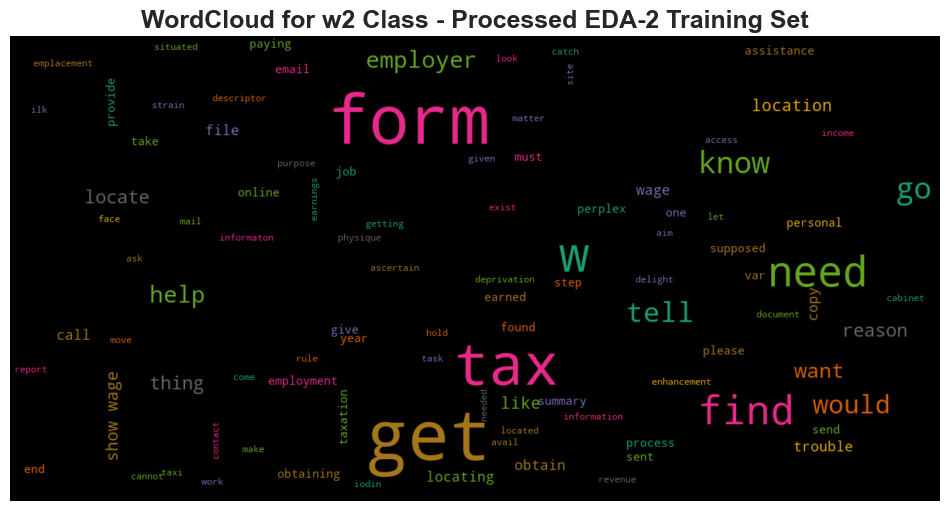 WordCloud for w2 Class - Processed EDA-2 Training Set
situated paying employer look catch assistance
emplacement email site
ilk provide strain descriptor form matter location
take file access income
purpose given must know
job
locate online earnings wage go
face mail exist perplex one let personal
informaton getting
physique aim
ask ascertain w supposed
help deprivation step delight need var
earned copy cabinet
tell document
call move give year hold found reason
rule task tax please
report come want
thing employment enhancement
show wage taxation needed like summary find would
contact get information send
make located process trouble
avail sent
end cannot taxi obtaining locating obtain
work iodin revenue